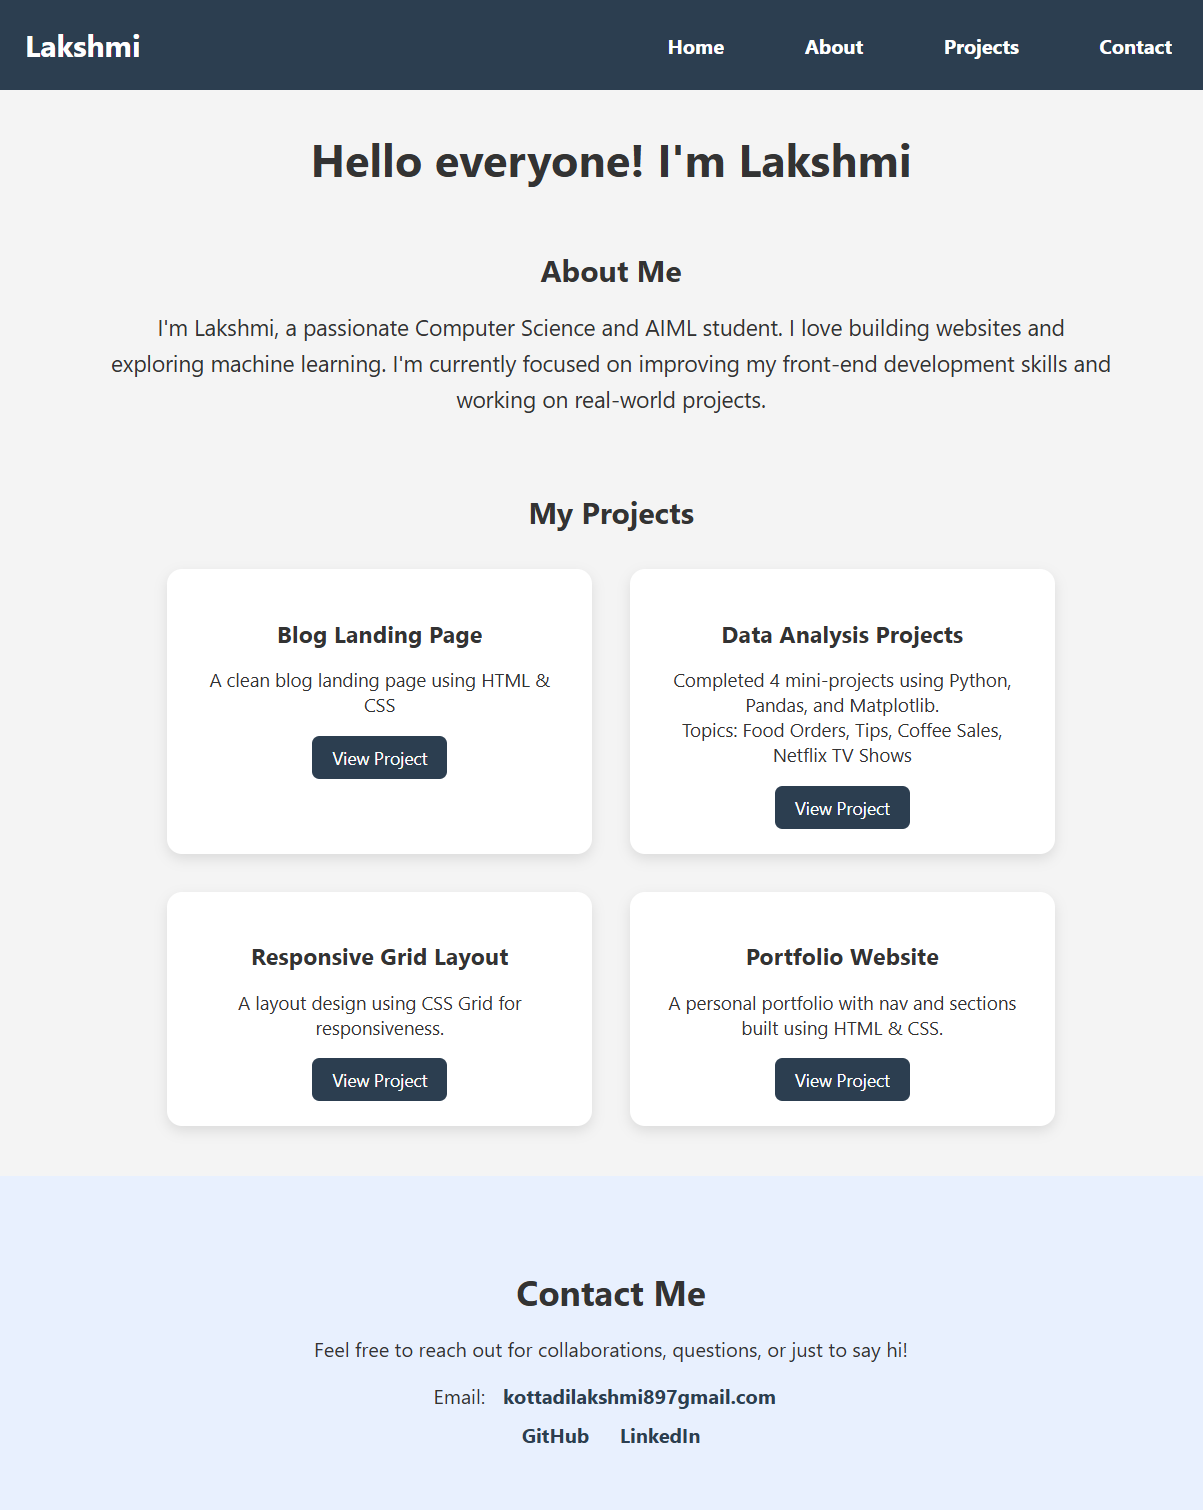 Lakshmi
Home About Projects Contact
Hello everyone! I'm Lakshmi
About Me
I'm Lakshmi, a passionate Computer Science and AIML student. I love building websites and
exploring machine learning. I'm currently focused on improving my front-end development skills and
working on real-world projects.
My Projects
Blog Landing Page
A clean blog landing page using HTML &
CSS
View Project
Data Analysis Projects
Completed 4 mini-projects using Python,
Pandas, and Matplotlib.
Topics: Food Orders, Tips, Coffee Sales,
Netflix TV Shows
View Project
Responsive Grid Layout
A layout design using CSS Grid for
responsiveness.
View Project
Portfolio Website
A personal portfolio with nav and sections
built using HTML & CSS.
View Project
Contact Me
Feel free to reach out for collaborations, questions, or just to say hi!
Email: kottadilakshmi897gmail.com
GitHub LinkedIn